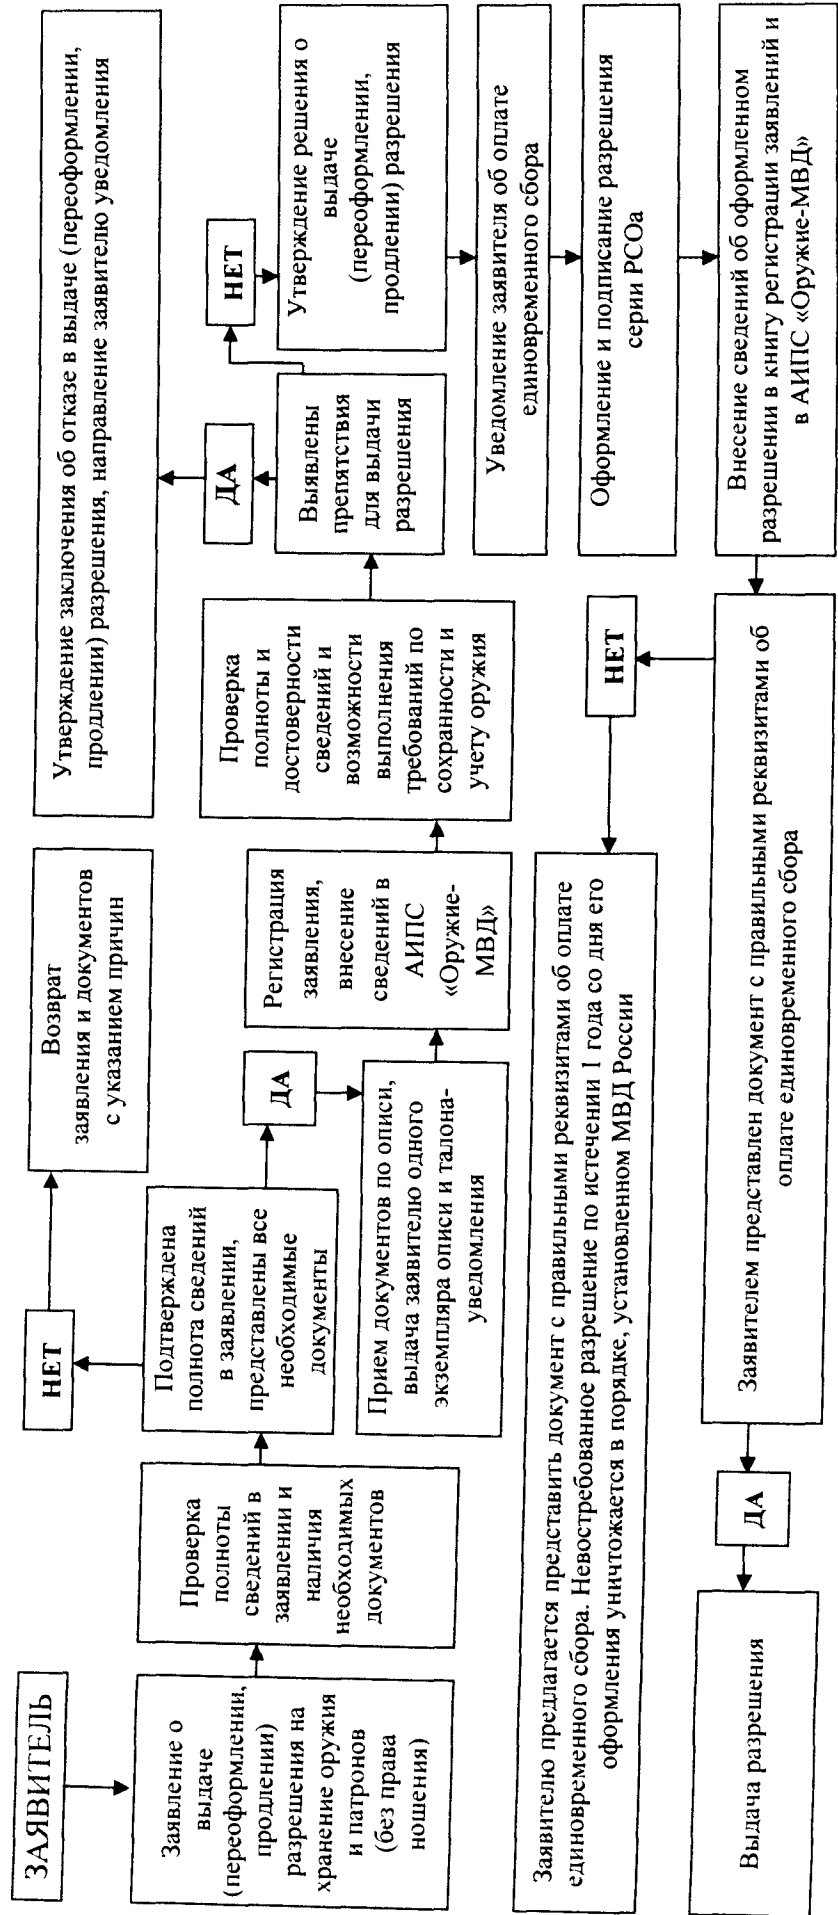 ЗАЯВИТЕЛЬ
Заявление о
выдаче
(переоформлении,
продлении)
разрешения на
хранение оружия
и патронов
(без права
ношения)
Проверка
полноты
сведений в
заявлении и
наличия
необходимых
документов
Подтверждена
полнота сведений
в заявлении,
представлены все
необходимые
документы
НЕТ
Возврат
заявления и документов
с указанием причин
ДА
Прием документов по описи,
выдача заявителю одного
экземпляра описи и талона-
уведомления
Регистрация
заявления,
внесение
сведений в
АИПС
«Оружие-
МВД»
Проверка
полноты и
достоверности
сведений и
возможности
выполнения
требований по
сохранности и
учету оружия
Выявлены
препятствия
для выдачи
разрешения
ДА
Утверждение заключения об отказе в выдаче (переоформлении,
продлении) разрешения, направление заявителю уведомления
НЕТ
Утверждение решения о
выдаче
(переоформлении,
продлении) разрешения
Уведомление заявителя об оплате
единовременного сбора
Оформление и подписание разрешения
серии РСОа
Внесение сведений об оформленном
разрешении в книгу регистрации заявлений и
в АИПС «Оружие-МВД»
Заявителем представлен документ с правильными реквизитами об
оплате единовременного сбора
НЕТ
Заявителю предлагается представить документ с правильными реквизитами об оплате
единовременного сбора. Невостребованное разрешение по истечении 1 года со дня его
оформления уничтожается в порядке, установленном МВД России
ДА
Выдача разрешения